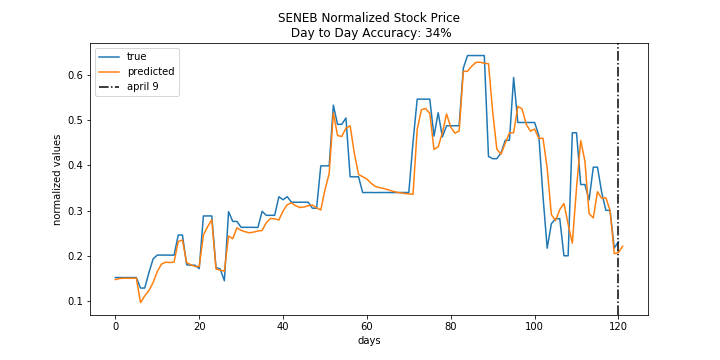 SENEB Normalized Stock Price
Day to Day Accuracy: 34%
true
predicted
april 9
normalized values
0.6
0.5
0.4
0.3
0.2
0.1
0 20 40 60 80 100 120
days